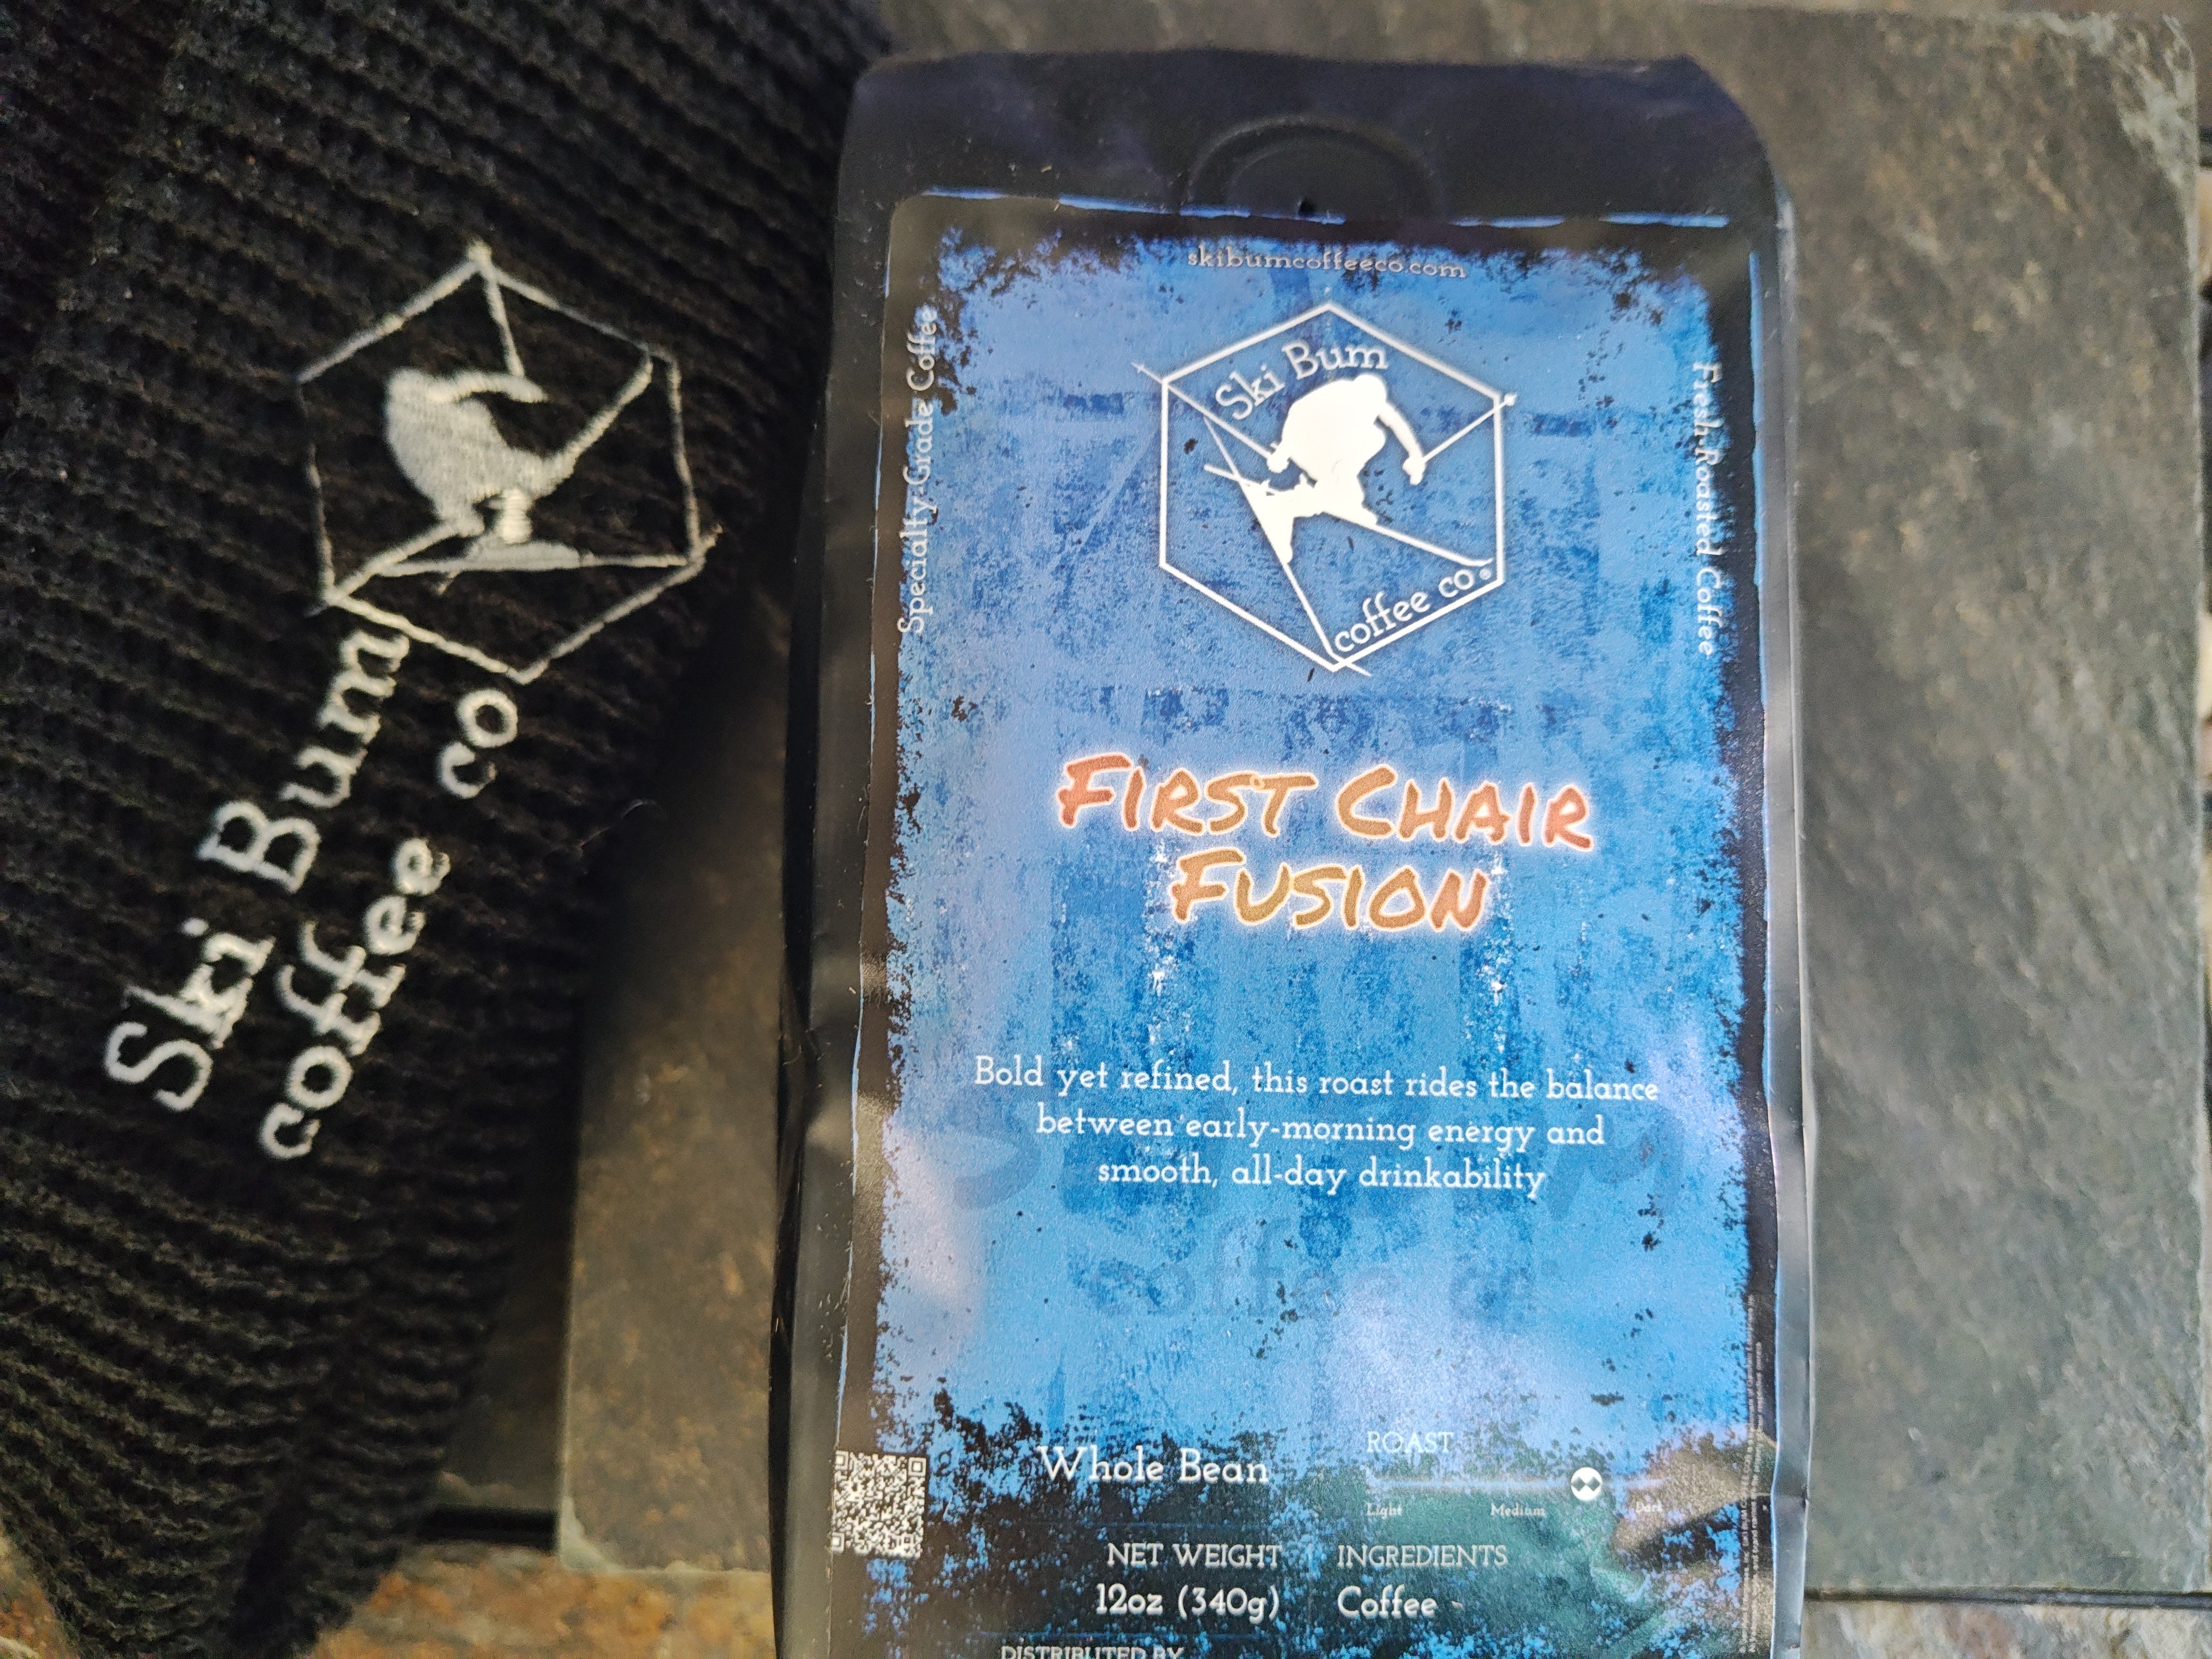 Ski Bum
coffee co
skibumcoffeeco.com
Ski Bum
coffee co®
Specialty-Grade Coffee
Fresh-Roasted Coffee
First Chair
Fusion
Bold yet refined, this roast rides the balance
between early-morning energy and
smooth, all-day drinkability
Whole Bean
ROAST
Light Medium Dark
NET WEIGHT
12oz (340g)
INGREDIENTS
Coffee
DISTRIBUTED BY